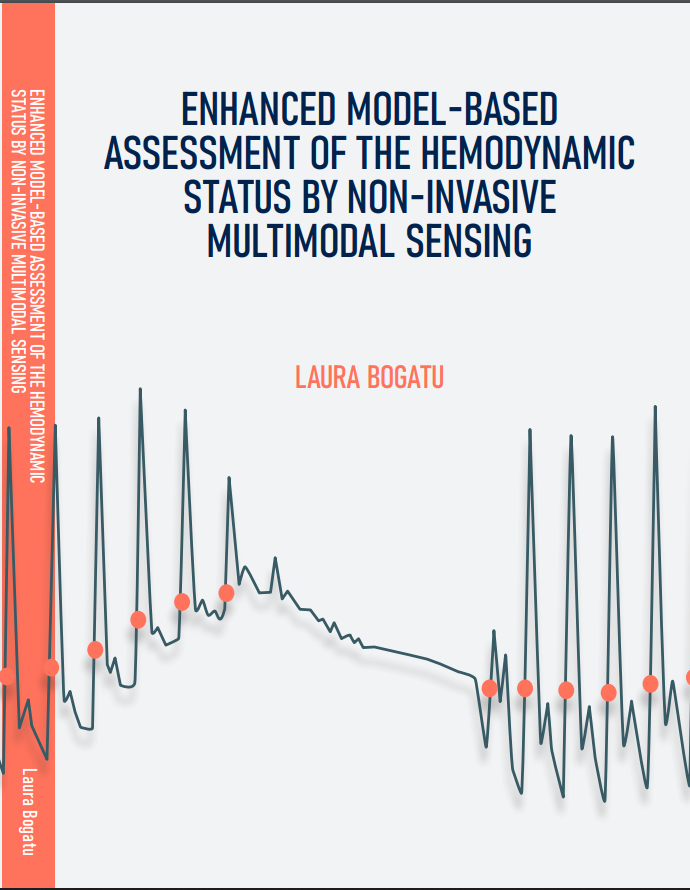 ENHANCED MODEL-BASED
ASSESSMENT OF THE HEMODYNAMIC
STATUS BY NON-INVASIVE
MULTIMODAL SENSING
LAURA BOGATU
ENHANCED MODEL-BASED ASSESSMENT OF THE HEMODYNAMIC
STATUS BY NON-INVASIVE MULTIMODAL SENSING
Laura Bogatu